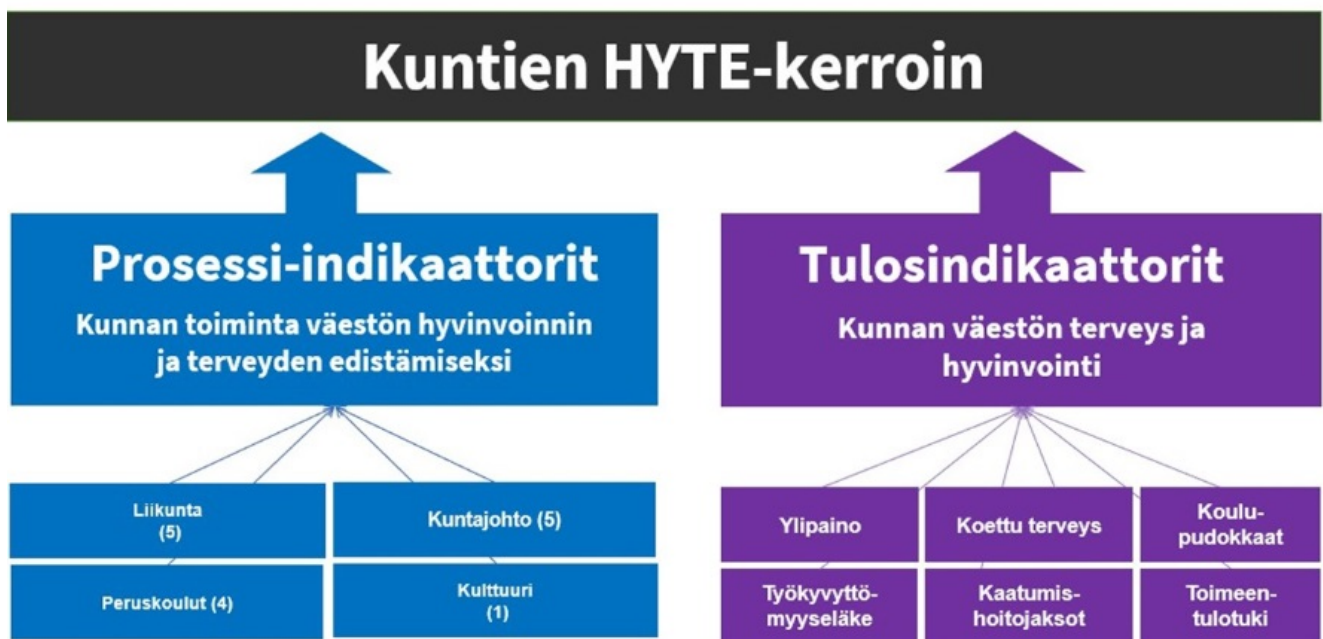 Kuntien HYTE-kerroin
Prosessi-indikaattorit
Kunnan toiminta väestön hyvinvoinnin
ja terveyden edistämiseksi
Liikunta
(5)
Kuntajohto (5)
Peruskoulut (4)
Kulttuuri
(1)
Tulosindikaattorit
Kunnan väestön terveys ja
hyvinvointi
Ylipaino
Koettu terveys
Koulu-
pudokkaat
Työkyvyttö-
myyseläke
Kaatumis-
hoitojaksot
Toimeen-
tulotuki